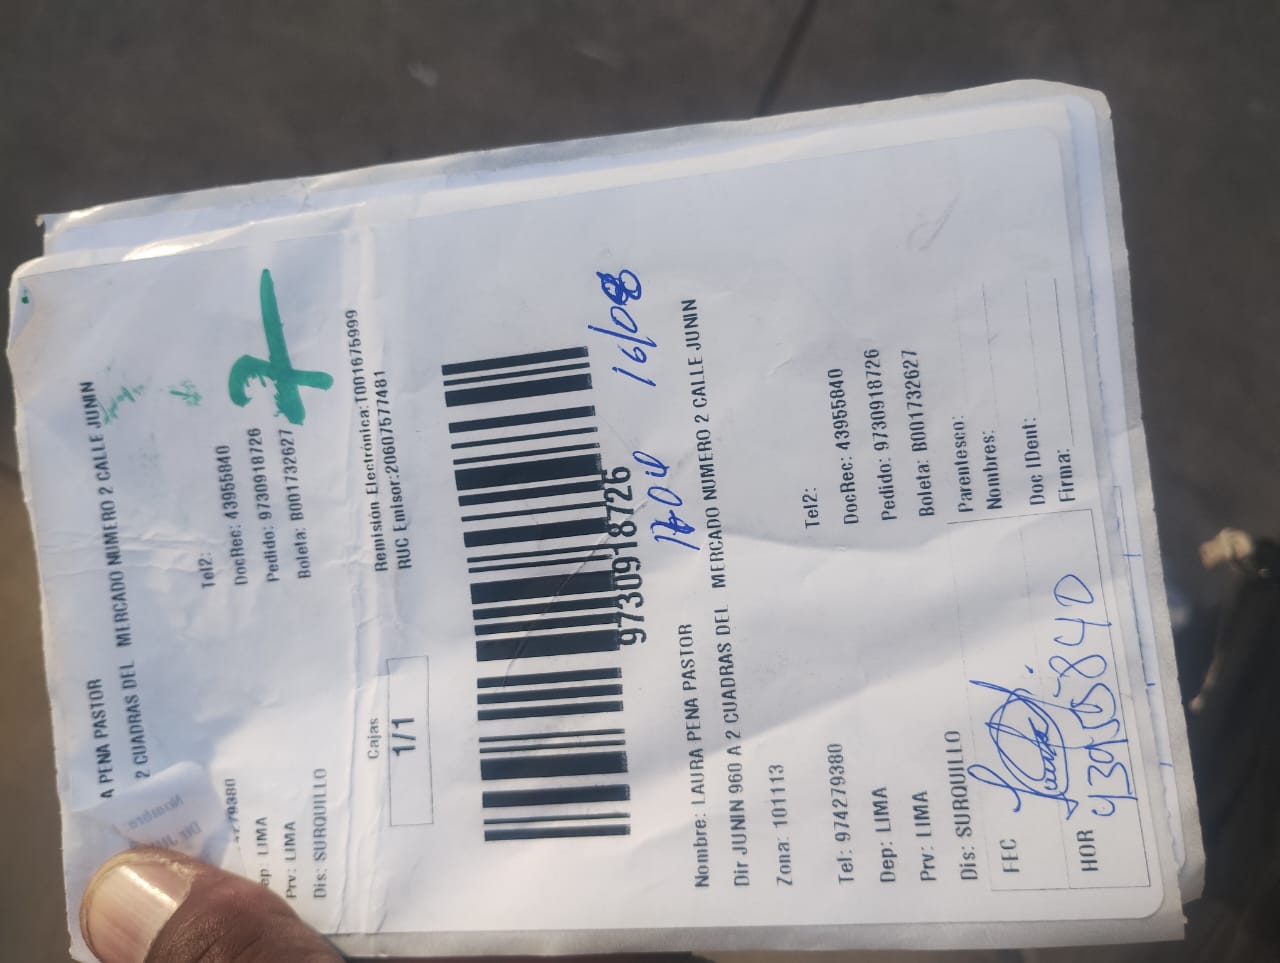 A PENA PASTOR
2 CUADRAS DEL MERCADO NUMERO 2 CALLE JUNIN
Tel2:
74279380 DocRec: 43955840
ep: LIMA Pedido: 9730918726
Prv: LIMA Boleta: B001732627
Dis: SURQUILLO
7
Cajas Remisión Electrónica:T001675999
1/1 RUC Emisor:20607577481
9730918726
16/08
Nombre: LAURA PENA PASTOR
Dir JUNIN 960 A 2 CUADRAS DEL MERCADO NUMERO 2 CALLE JUNIN
Zona: 101113
Tel2:
Tel: 974279380 DocRec: 43955840
Dep: LIMA Pedido: 9730918726
Prv: LIMA Boleta: B001732627
Dis: SURQUILLO Parentesco:
FEC Nombres:
Doc IDent:
HOR 43955840 Firma: